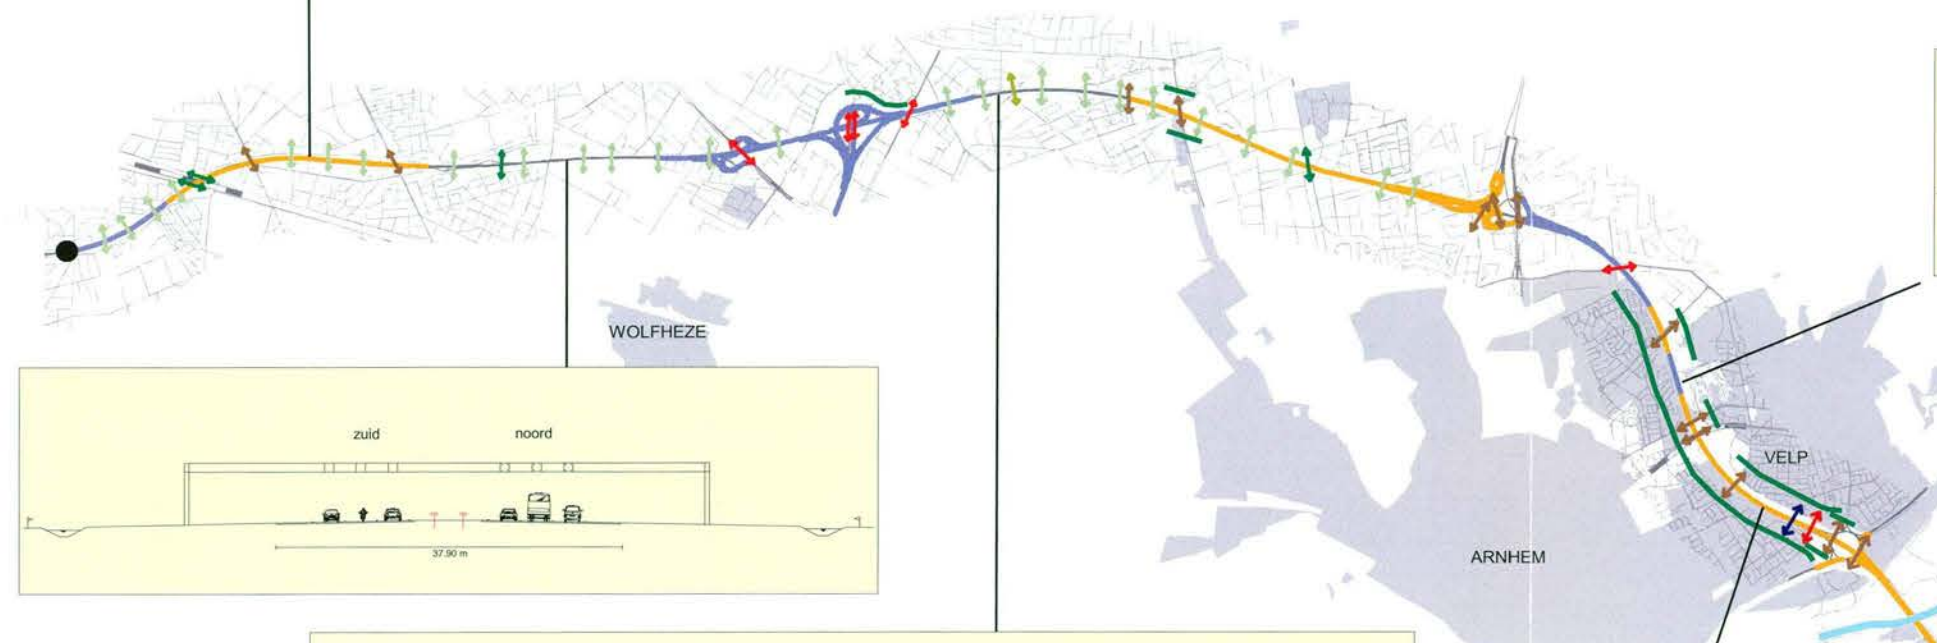 WOLFHEZE
zuid
noord
37.90 m
VELP
ARNHEM